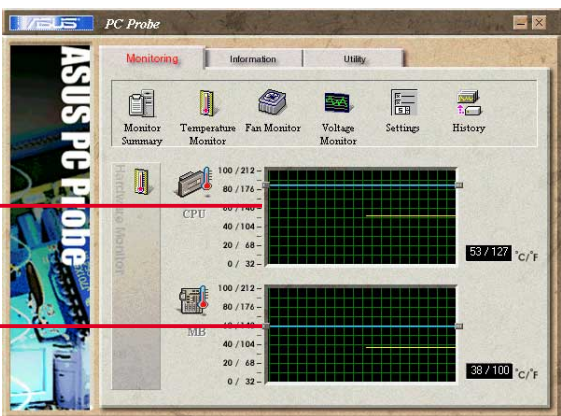 ASUS PC Probe
Monitoring Information Utility
ASUS PC Probe
Monitor Summary
Temperature Monitor
Fan Monitor
Voltage Monitor
Settings
History
Hardware Monitor
CPU
100 / 212
80 / 176
60 / 140
40 / 104
20 / 68
0 / 32
53 / 127 °C/°F
MB
100 / 212
80 / 176
40 / 104
20 / 68
0 / 32
38 / 100 °C/°F